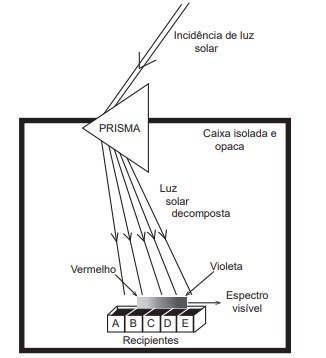 Incidência de luz
solar
PRISMA
Caixa isolada e
opaca
Luz
solar
decomposta
Vermelho
Violeta
Espectro
visível
A B C D E
Recipientes